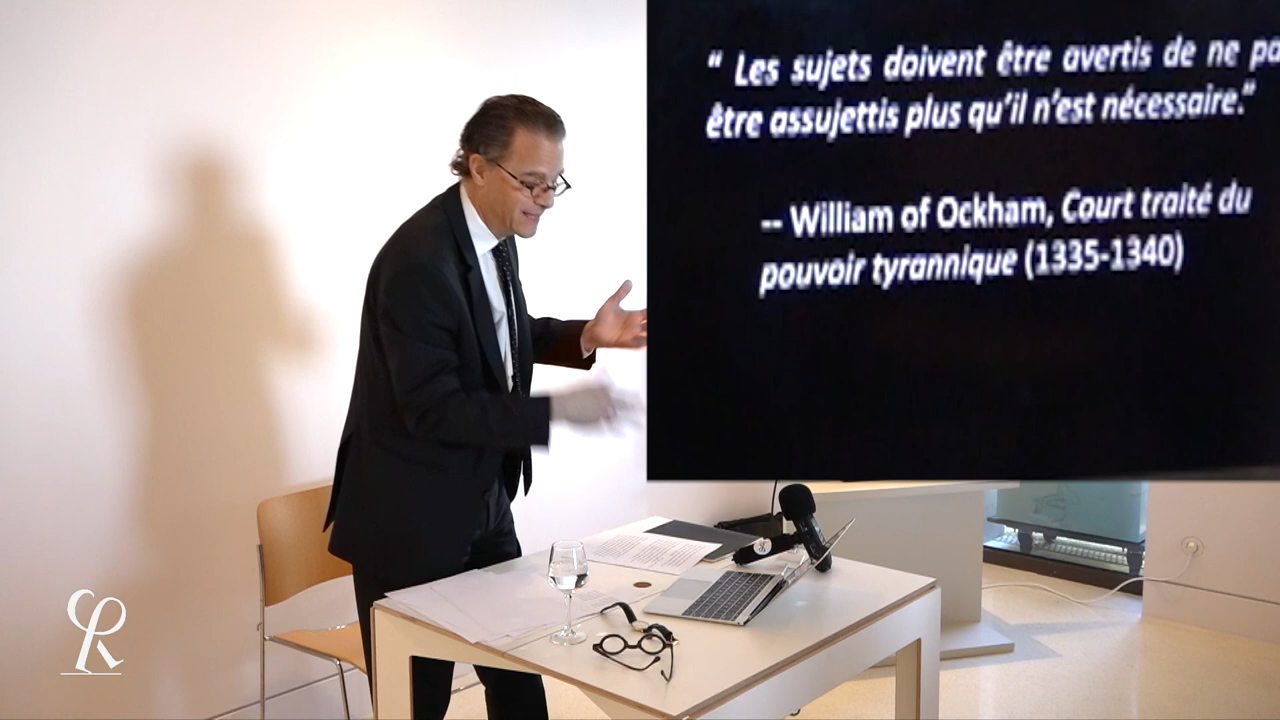 “ Les sujets doivent être avertis de ne
être assujettis plus qu’il n’est nécessaire.”
-- William of Ockham, Court traité du
pouvoir tyrannique (1335-1340)